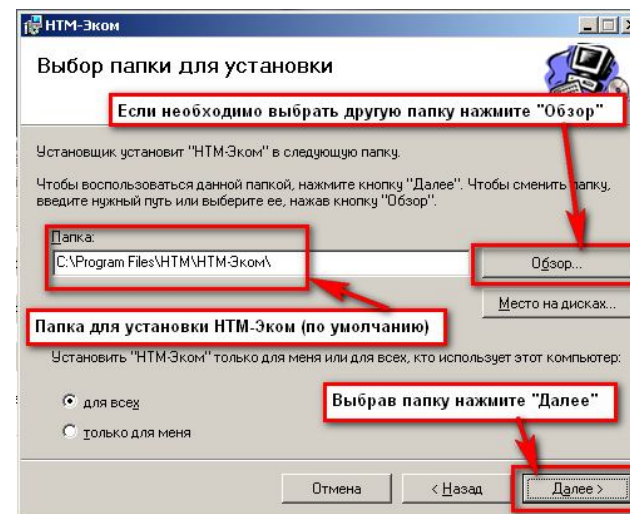 НТМ-Эком
Выбор папки для установки
Если необходимо выбрать другую папку нажмите "Обзор"
Установщик установит "НТМ-Эком" в следующую папку.
Чтобы воспользоваться данной папкой, нажмите кнопку "Далее". Чтобы сменить папку,
введите нужный путь или выберите ее, нажав кнопку "Обзор".
Папка:
C:\Program Files\НТМ\НТМ-Эком\
Обзор...
Место на дисках...
Папка для установки НТМ-Эком (по умолчанию)
Установить "НТМ-Эком" только для меня или для всех, кто использует этот компьютер:
для всех
Выбрав папку нажмите "Далее"
только для меня
Отмена
< Назад
Далее >